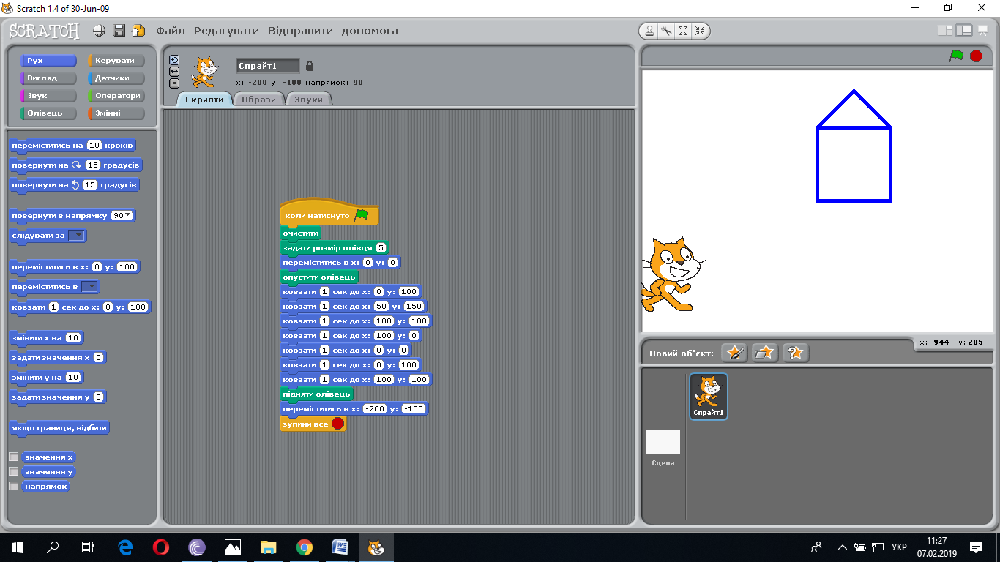 Scratch 1.4 of 30-Jun-09
SCRATCH
Файл Редагувати Відправити допомога
Рух Керувати
Вигляд Датчики
Звук Оператори
Олівець Змінні
переміститись на 10 кроків
повернути на 15 градусів
повернути на 15 градусів
повернути в напрямку 90
слідувати за
переміститись в x: 0 y: 100
переміститись в
ковзати 1 сек до x: 0 y: 100
змінити x на 10
задати значення x 0
змінити y на 10
задати значення y 0
якщо границя, відбити
значення x
значення y
напрямок
Спрайт1
x: -200 y: -100 напрямок: 90
Скрипти Образи Звуки
коли натиснуто
очистити
задати розмір олівця 5
переміститись в x: 0 y: 0
опустити олівець
ковзати 1 сек до x: 0 y: 100
ковзати 1 сек до x: 50 y: 150
ковзати 1 сек до x: 100 y: 100
ковзати 1 сек до x: 100 y: 0
ковзати 1 сек до x: 0 y: 0
ковзати 1 сек до x: 0 y: 100
ковзати 1 сек до x: 100 y: 100
підняти олівець
переміститись в x: -200 y: -100
зупини все
x: -944 y: 205
Новий об'єкт:
Спрайт1
Сцена
УКР
11:27
07.02.2019